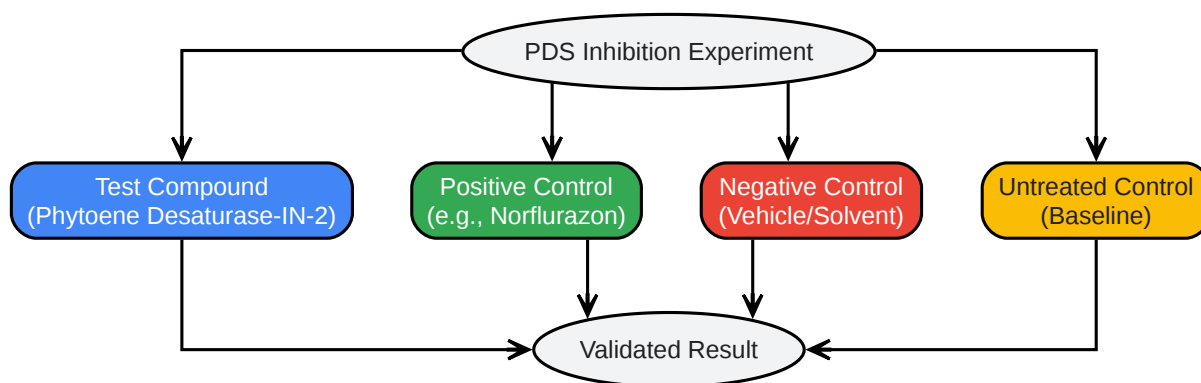 PDS Inhibition Experiment
Test Compound
(Phytoene Desaturase-IN-2)
Positive Control
(e.g., Norflurazon)
Negative Control
(Vehicle/Solvent)
Untreated Control
(Baseline)
Validated Result